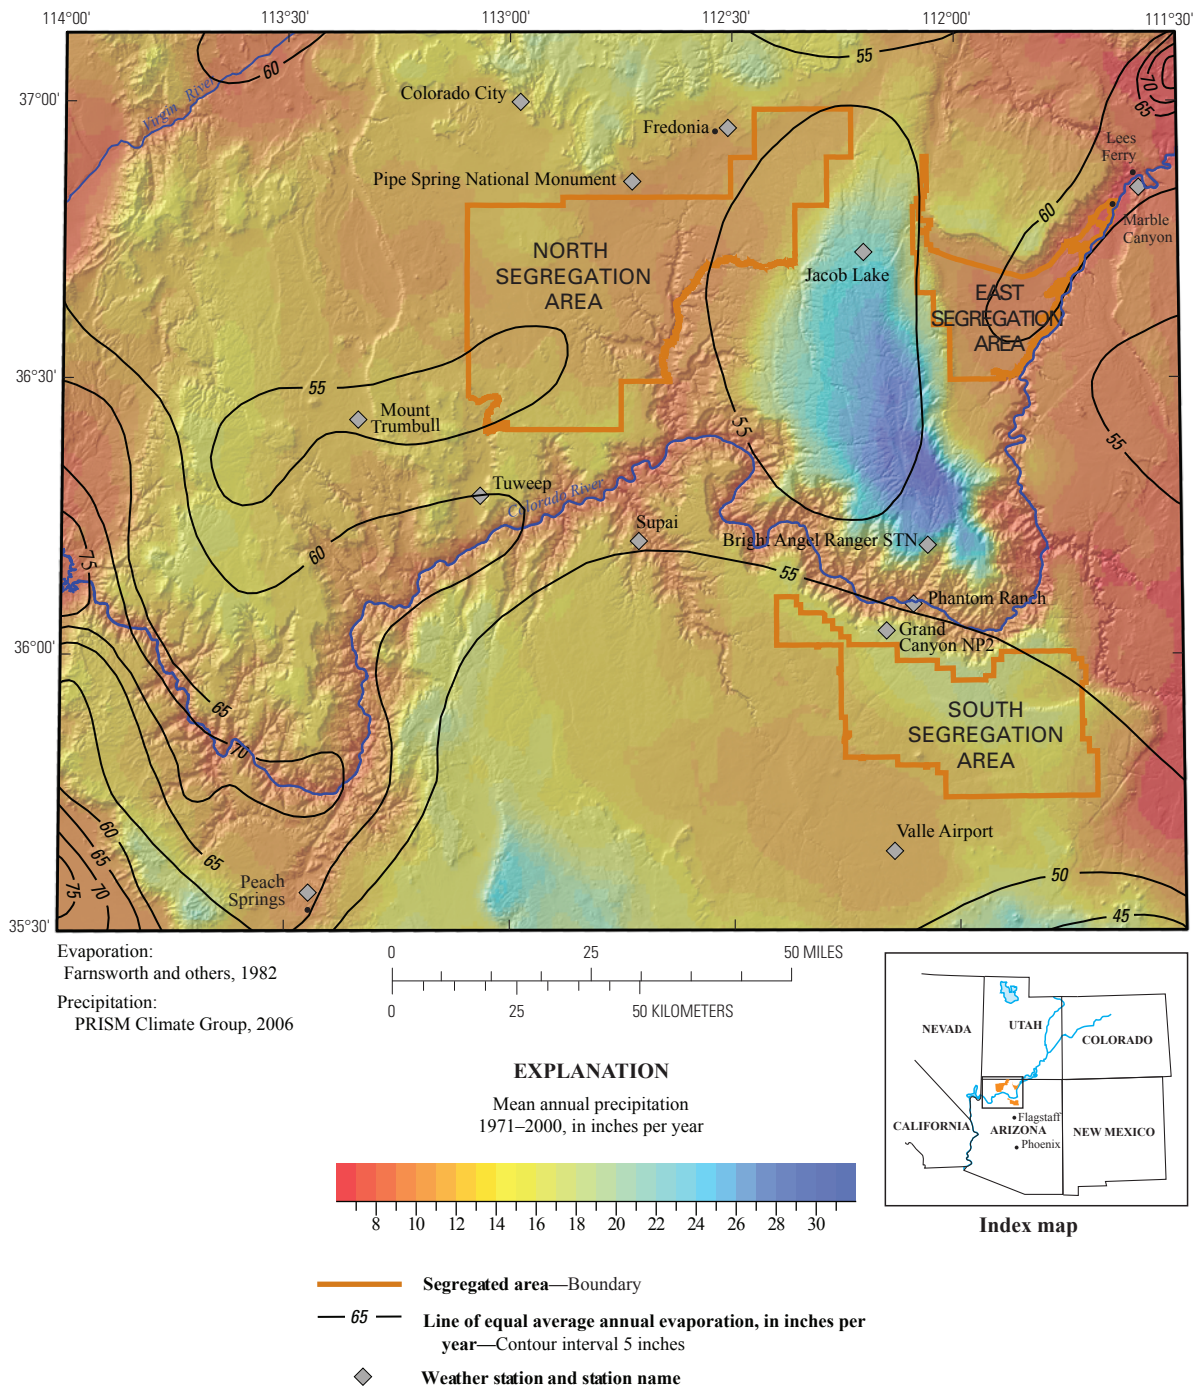 114°00'
113°30'
113°00'
112°30'
112°00'
111°30'
37°00'
36°30'
36°00'
35°30'
60
55
70
65
Virgin River
Colorado City
Fredonia
Lees
Ferry
Pipe Spring National Monument
60
Marble
Canyon
NORTH
SEGREGATION
AREA
Jacob Lake
EAST
SEGREGATION
AREA
55
Mount
Trumbull
55
55
Tuweep
Colorado River
Supai
Bright Angel Ranger STN
60
75
55
Phantom Ranch
Grand
Canyon NP2
65
70
SOUTH
SEGREGATION
AREA
Valle Airport
60
65
70
75
65
Peach
Springs
50
45
Evaporation:
Farnsworth and others, 1982
Precipitation:
PRISM Climate Group, 2006
0 25 50 MILES
0 25 50 KILOMETERS
EXPLANATION
Mean annual precipitation
1971–2000, in inches per year
8 10 12 14 16 18 20 22 24 26 28 30
Segregated area—Boundary
65
Line of equal average annual evaporation, in inches per
year—Contour interval 5 inches
Weather station and station name
NEVADA
UTAH
COLORADO
CALIFORNIA
ARIZONA
NEW MEXICO
Flagstaff
Phoenix
Index map